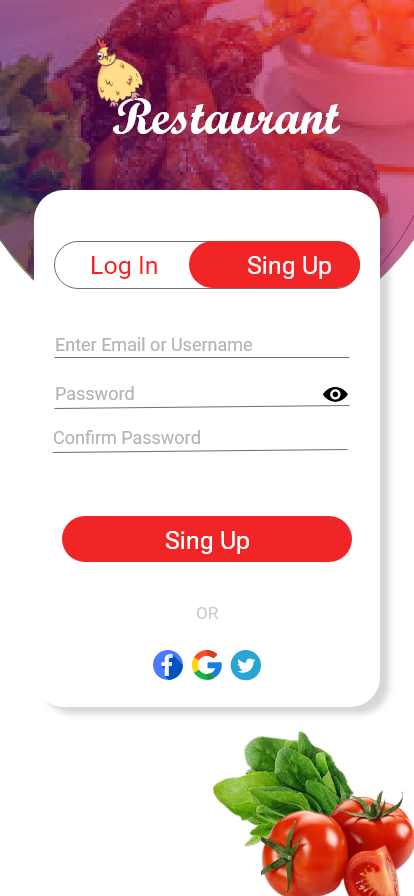 Restaurant
Log In
Sing Up
Enter Email or Username
Password
Confirm Password
Sing Up
OR